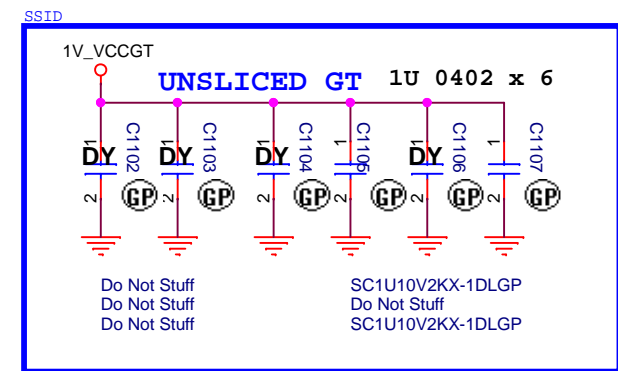 SSID
1V_VCCGT
UNSLICED GT 1U 0402 x 6
1 DY C1102 2 GP
1 DY C1103 2 GP
1 DY C1104 2 GP
1 C1105 2 GP
1 DY C1106 2 GP
1 C1107 2 GP
Do Not Stuff
Do Not Stuff
Do Not Stuff
SC1U10V2KX-1DLGP
Do Not Stuff
SC1U10V2KX-1DLGP